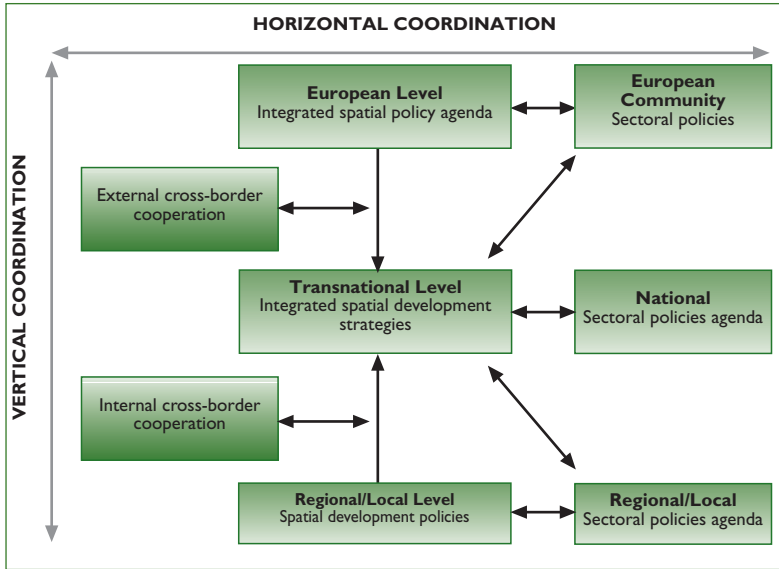 HORIZONTAL COORDINATION
VERTICAL COORDINATION
European Level
Integrated spatial policy agenda
European
Community
Sectoral policies
External cross-border
cooperation
Transnational Level
Integrated spatial development
strategies
National
Sectoral policies agenda
Internal cross-border
cooperation
Regional/Local Level
Spatial development policies
Regional/Local
Sectoral policies agenda